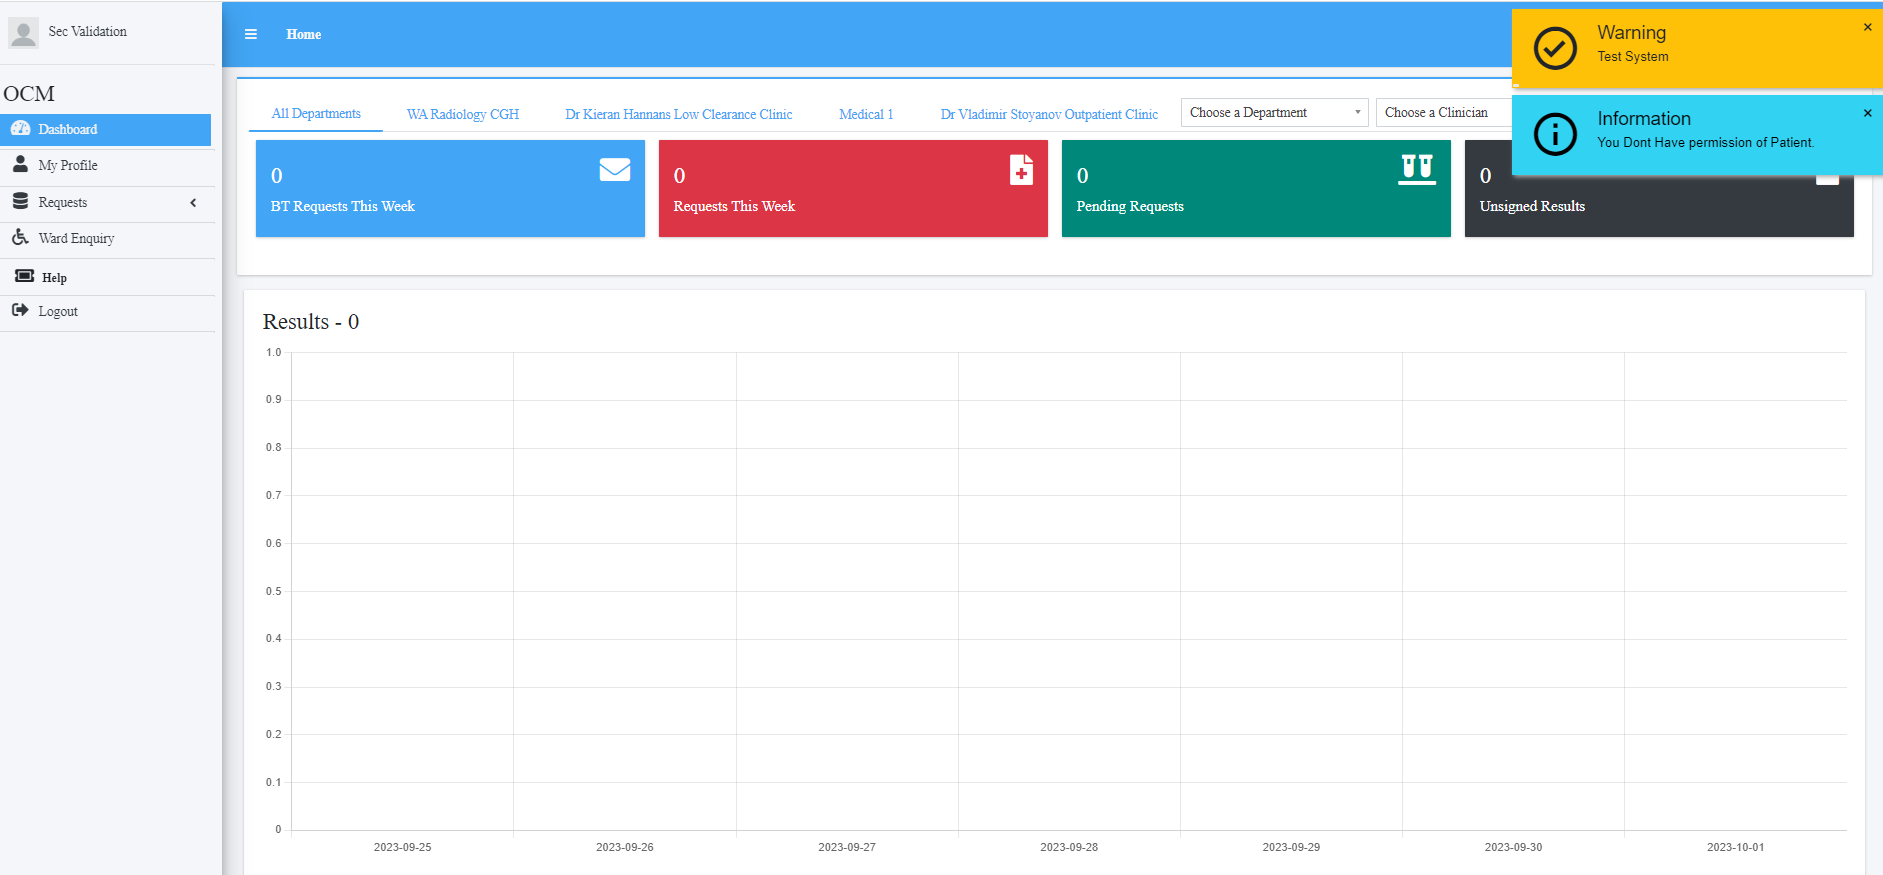 Sec Validation
OCM
Dashboard
My Profile
Requests
Ward Enquiry
Help
Logout
Home
Warning
Test System
Information
You Dont Have permission of Patient.
All Departments
WA Radiology CGH
Dr Kieran Hannans Low Clearance Clinic
Medical 1
Dr Vladimir Stoyanov Outpatient Clinic
Choose a Department
Choose a Clinician
0
BT Requests This Week
0
Requests This Week
0
Pending Requests
0
Unsigned Results
Results - 0
1.0
0.9
0.8
0.7
0.6
0.5
0.4
0.3
0.2
0.1
0
2023-09-25
2023-09-26
2023-09-27
2023-09-28
2023-09-29
2023-09-30
2023-10-01